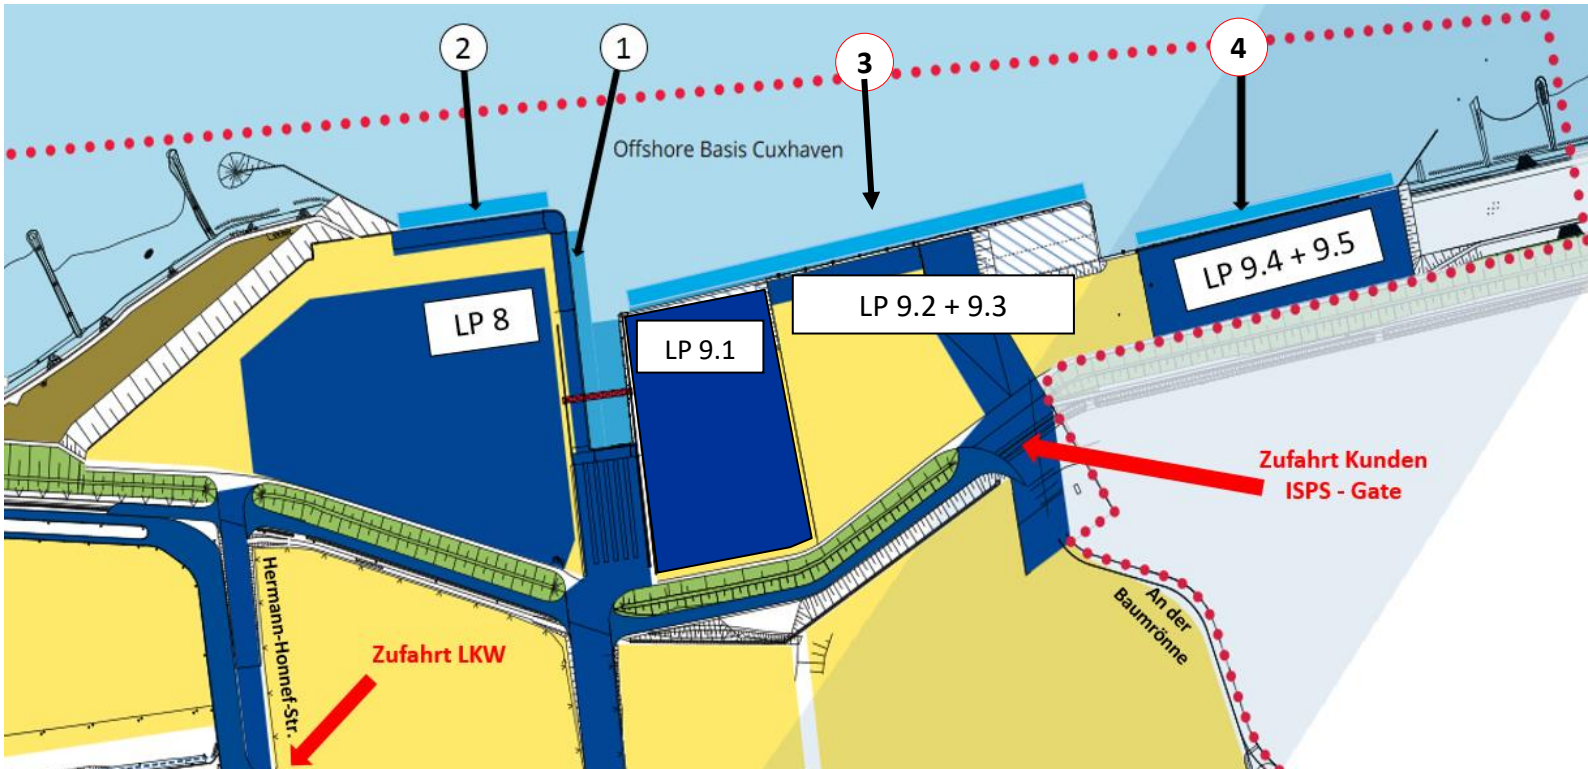 2
1
3
4
Offshore Basis Cuxhaven
LP 8
LP 9.1
LP 9.2 + 9.3
LP 9.4 + 9.5
Zufahrt Kunden
ISPS - Gate
Hermann-Honnef-Str.
Zufahrt LKW
An der
Baumrönne